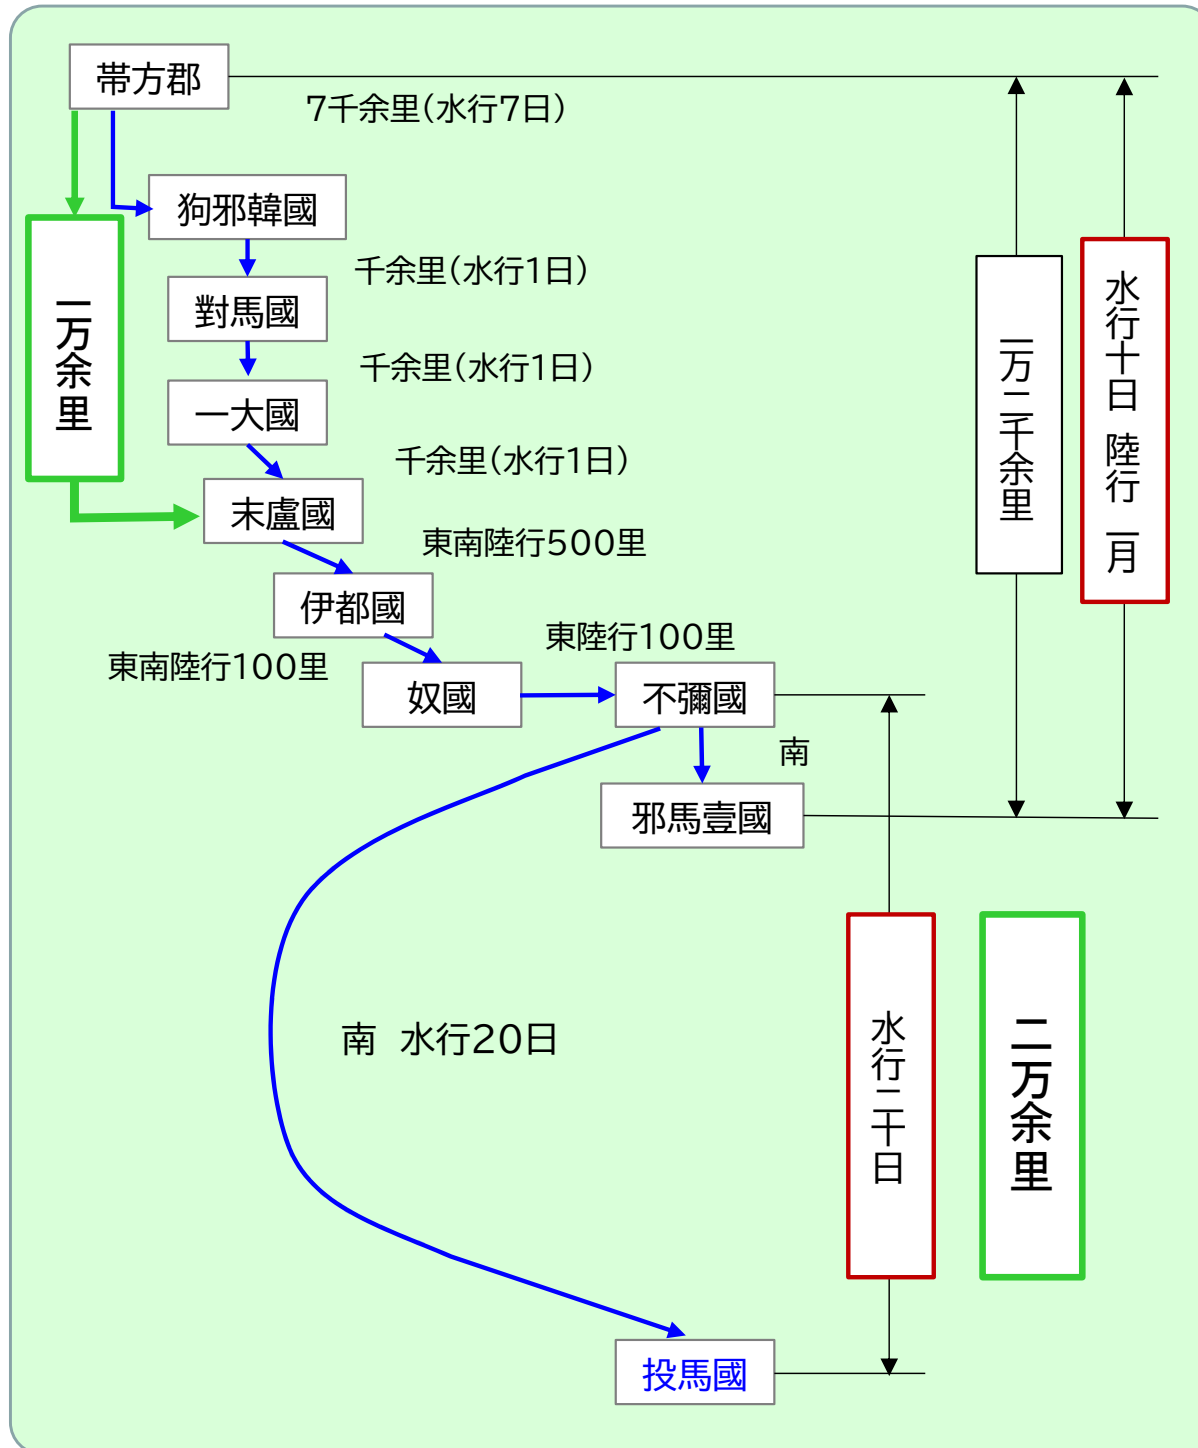 帯方郡
7千余里(水行7日)
狗邪韓國
千余里(水行1日)
對馬國
千余里(水行1日)
一大國
千余里(水行1日)
末盧國
東南陸行500里
伊都國
東南陸行100里
奴國
東陸行100里
不彌國
南
邪馬壹國
一万余里
一万二千余里
水行十日 陸行 一月
南 水行20日
水行二十日
二万余里
投馬國